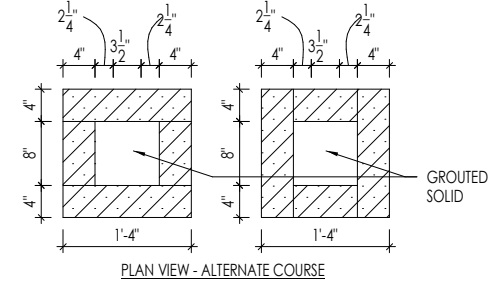 2 1/4" 2 1/4" 2 1/4" 2 1/4"
4" 3 1/2" 4" 4" 3 1/2" 4"
4" 4"
8" 8"
GROUTED
SOLID
4" 4"
1'-4" 1'-4"
PLAN VIEW - ALTERNATE COURSE